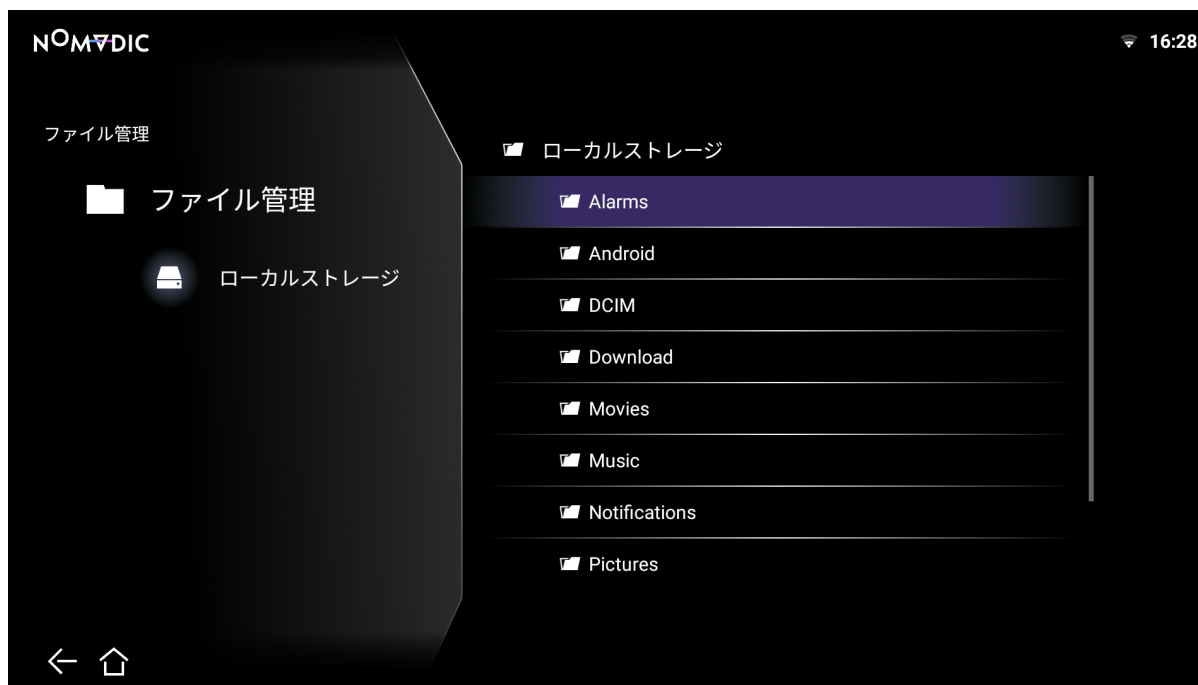 NOMADIC
16:28
ファイル管理
ファイル管理
ローカルストレージ
ローカルストレージ
Alarms
Android
DCIM
Download
Movies
Music
Notifications
Pictures